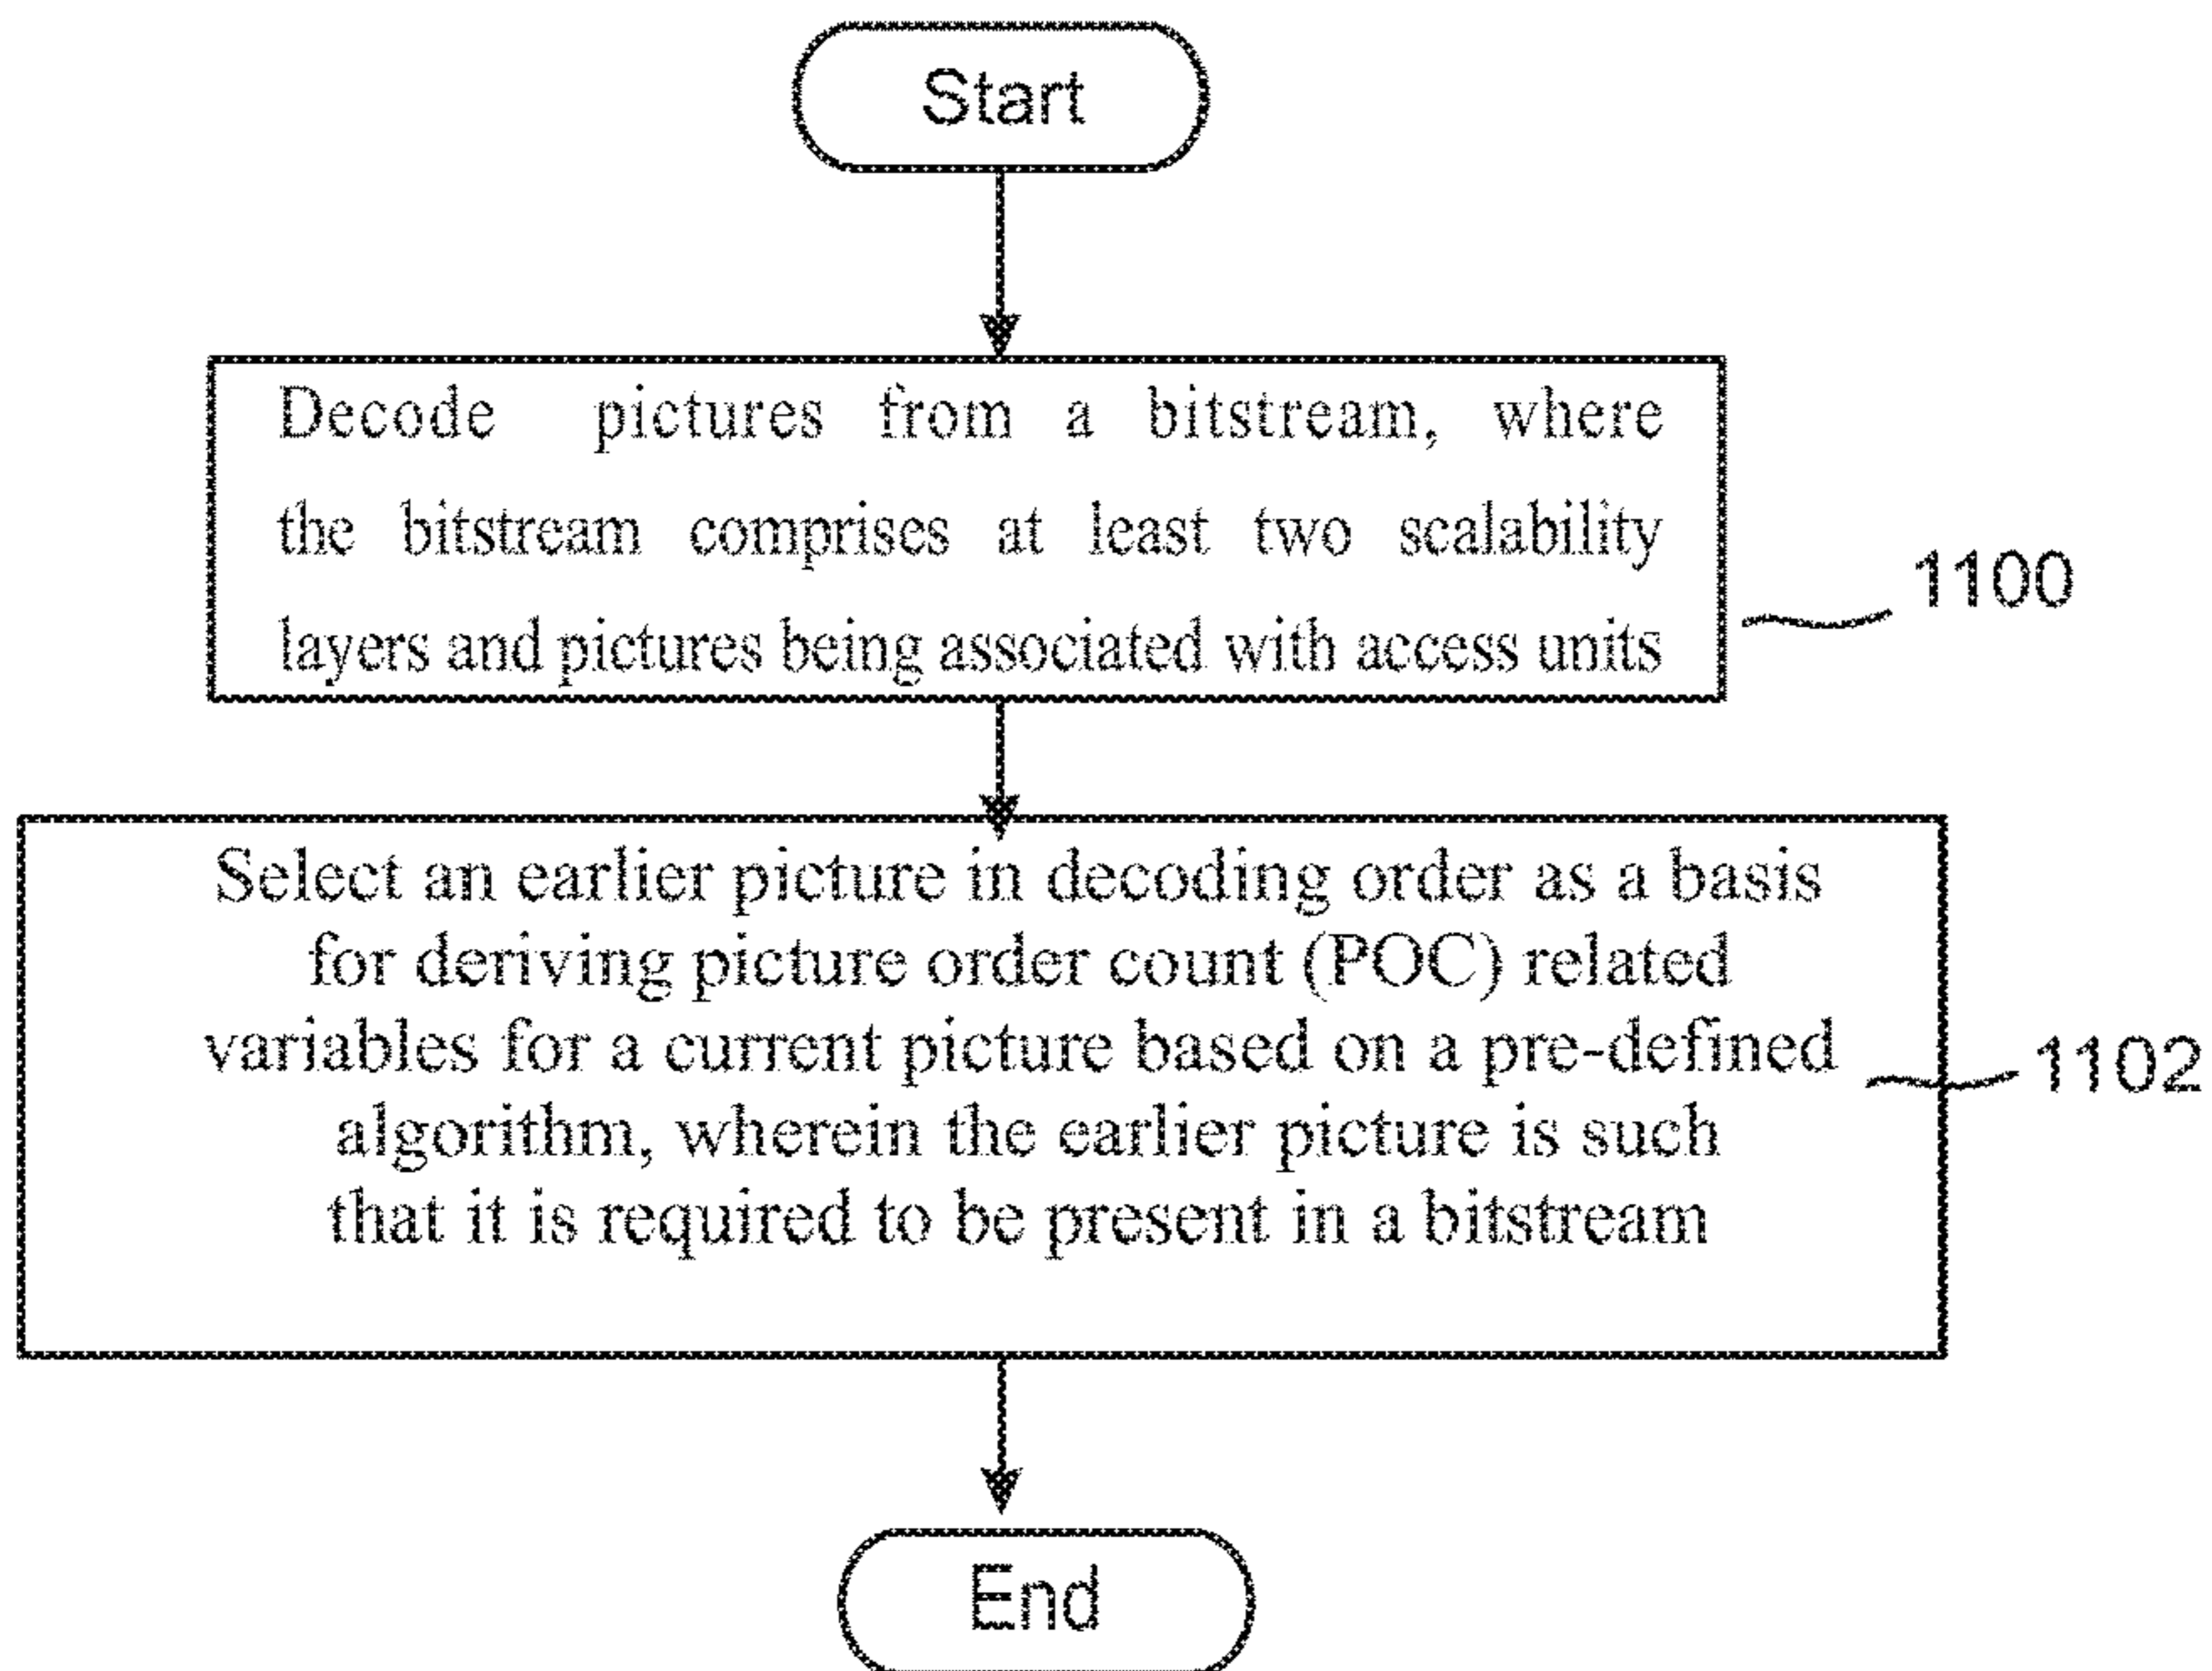 Start
Decode pictures from a bitstream, where
the bitstream comprises at least two scalability
layers and pictures being associated with access units
1100
Select an earlier picture in decoding order as a basis
for deriving picture order count (POC) related
variables for a current picture based on a pre-defined
algorithm, wherein the earlier picture is such
that it is required to be present in a bitstream
1102
End